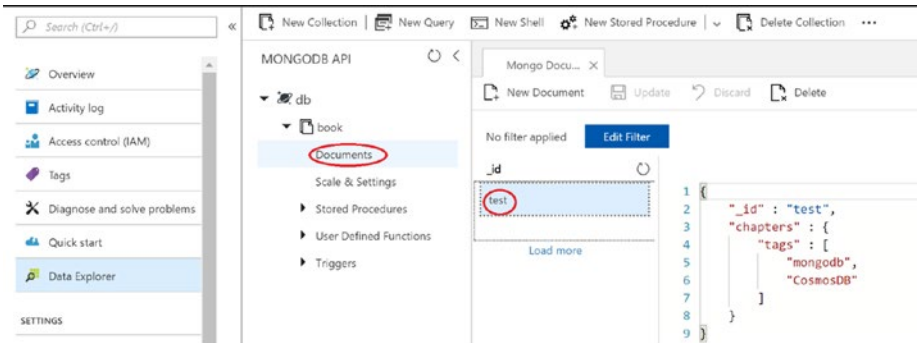 Search (Ctrl+/)
«
Overview
Activity log
Access control (IAM)
Tags
Diagnose and solve problems
Quick start
Data Explorer
SETTINGS
New Collection
New Query
New Shell
New Stored Procedure
Delete Collection
...
MONGODB API
db
book
Documents
Scale & Settings
Stored Procedures
User Defined Functions
Triggers
Mongo Docu...
New Document
Update
Discard
Delete
No filter applied
Edit Filter
_id
test
Load more
1 {
2 "_id" : "test",
3 "chapters" : {
4 "tags" : [
5 "mongodb",
6 "CosmosDB"
7 ]
8 }
9 }